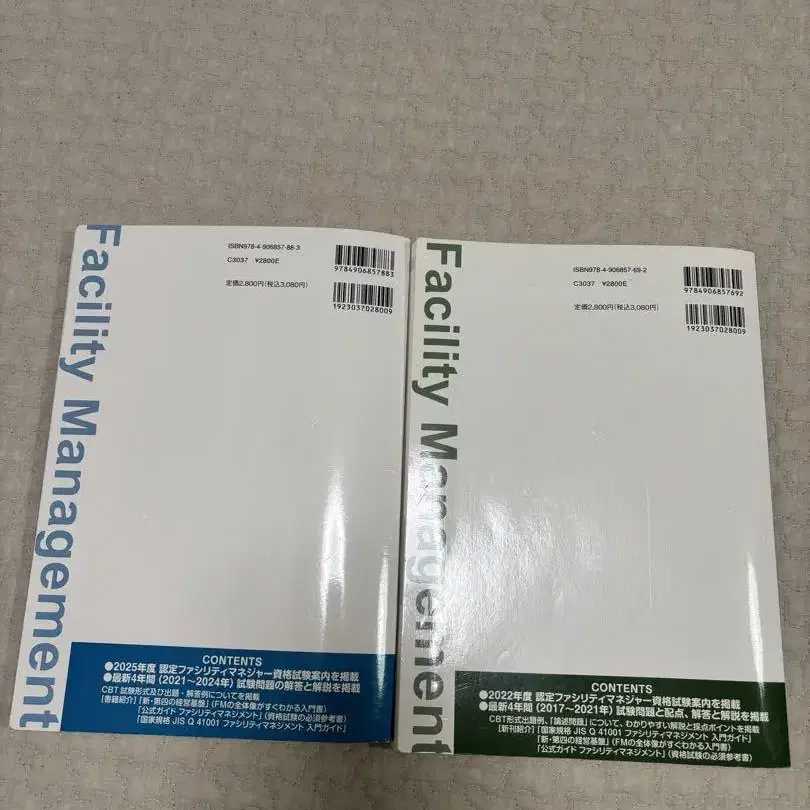 Facility Management
ISBN978-4-906857-88-3
C3037 ¥2800E
定価2,800円(税込3,080円)
9784906857883
1923037028009
CONTENTS
●2025年度 認定ファシリティマネジャー資格試験案内を掲載
●最新4年間(2021～2024年)試験問題の解答と解説を掲載
CBT 試験形式及び出題・解答例についてを掲載
[書籍紹介]「新・第四の経営基盤」(FMの全体像がすぐわかる入門書)
「公式ガイド ファシリティマネジメント」(資格試験の必須参考書)
「国家規格 JIS Q 41001 ファシリティマネジメント 入門ガイド」
Facility Management
ISBN978-4-906857-69-2
C3037 ¥2800E
定価2,800円(税込3,080円)
9784906857692
1923037028009
CONTENTS
●2022年度 認定ファシリティマネジャー資格試験案内を掲載
●最新4年間(2017～2021年)試験問題と配点、解答と解説を掲載
CBT形式出題例、「論述問題」について、わかりやすい解説と採点ポイントを掲載
[新刊紹介]「国家規格 JIS Q 41001 ファシリティマネジメント 入門ガイド」
「新・第四の経営基盤」(FMの全体像がすぐわかる入門書)
「公式ガイド ファシリティマネジメント」(資格試験の必須参考書)